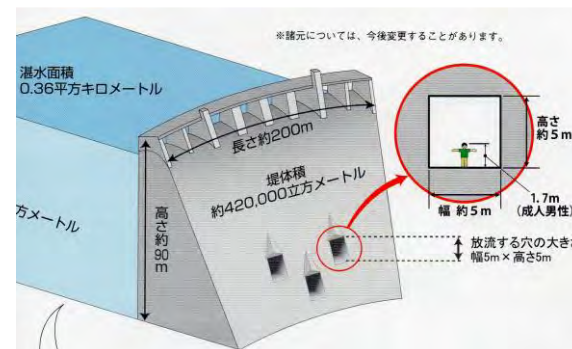 ※諸元については、今後変更することがあります。
湛水面積
0.36平方キロメートル
長さ約200m
高さ
約5m
堤体積
約420,000立方メートル
1.7m
(成人男性)
幅 約5m
方メートル
高さ約90m
放流する穴の大き
幅5m×高さ5m